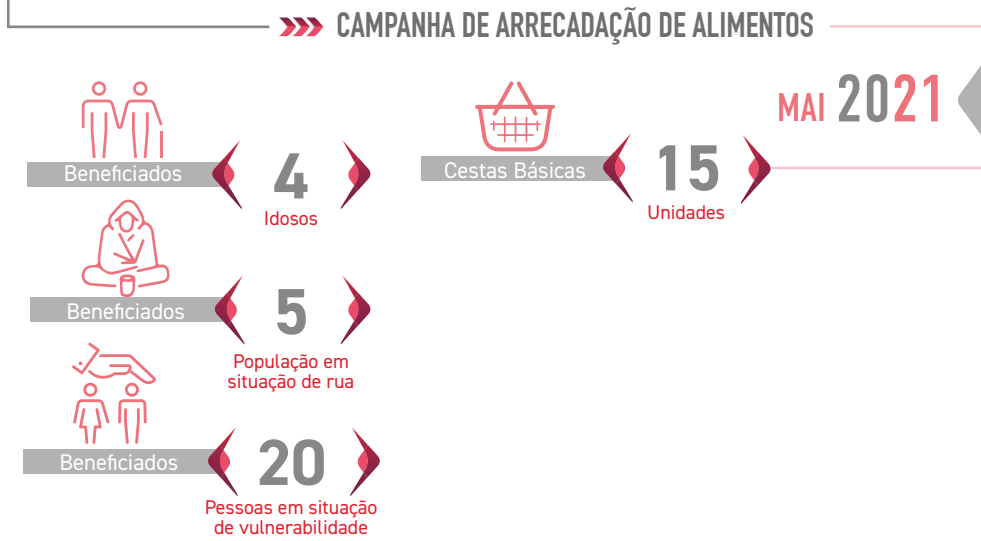 CAMPANHA DE ARRECADAÇÃO DE ALIMENTOS
MAI 2021
Beneficiados
4
Idosos
Cestas Básicas
15
Unidades
Beneficiados
5
População em
situação de rua
Beneficiados
20
Pessoas em situação
de vulnerabilidade